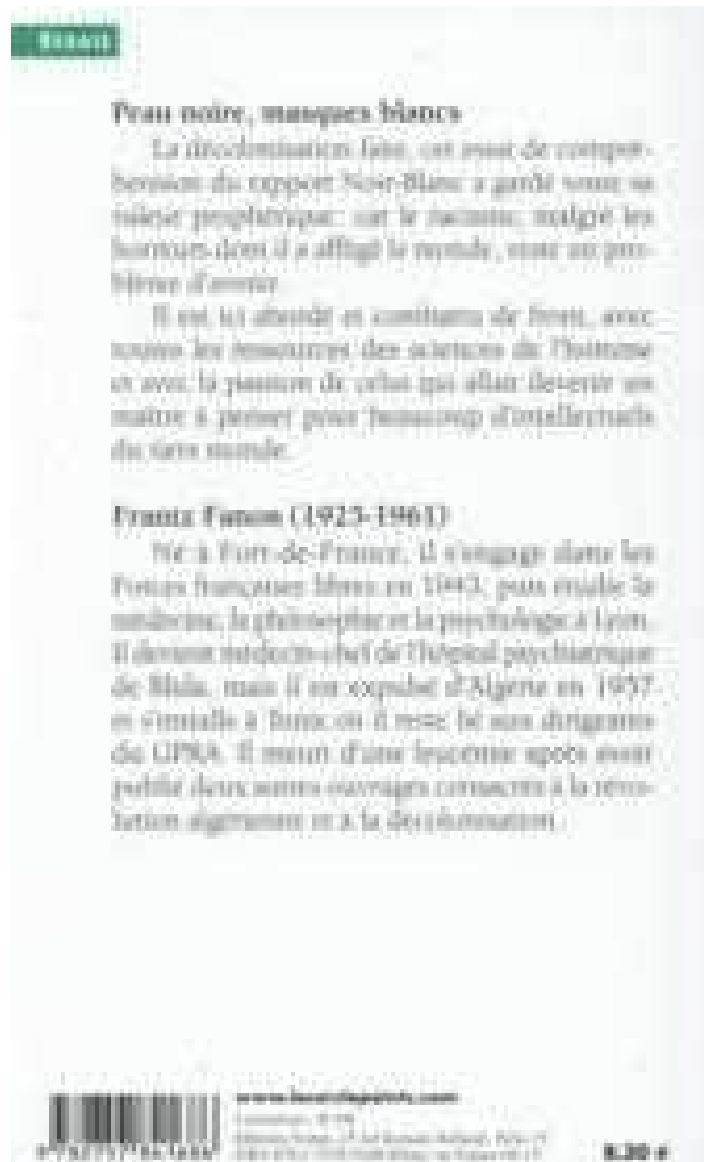 ESSAIS
Peau noire, masques blancs
La décolonisation faite, cet essai de compré-
hension du rapport Noir-Blanc a gardé toute sa
valeur prophétique: car le racisme, malgré les
horreurs dont il a affligé le monde, reste un pro-
blème d'avenir.
Il est ici abordé et combattu de front, avec
toutes les ressources des sciences de l'homme
et avec la passion de celui qui allait devenir un
maître à penser pour beaucoup d'intellectuels
du tiers monde.
Frantz Fanon (1925-1961)
Né à Fort-de-France, il s'engage dans les
Forces françaises libres en 1943, puis étudie la
médecine, la philosophie et la psychologie à Lyon.
Il devient médecin-chef de l'hôpital psychiatrique
de Blida, mais il est expulsé d'Algérie en 1957
et s'installe à Tunis où il reste lié aux dirigeants
du GPRA. Il meurt d'une leucémie après avoir
publié deux autres ouvrages consacrés à la révo-
lution algérienne et à la décolonisation.
www.lecerclepoints.com